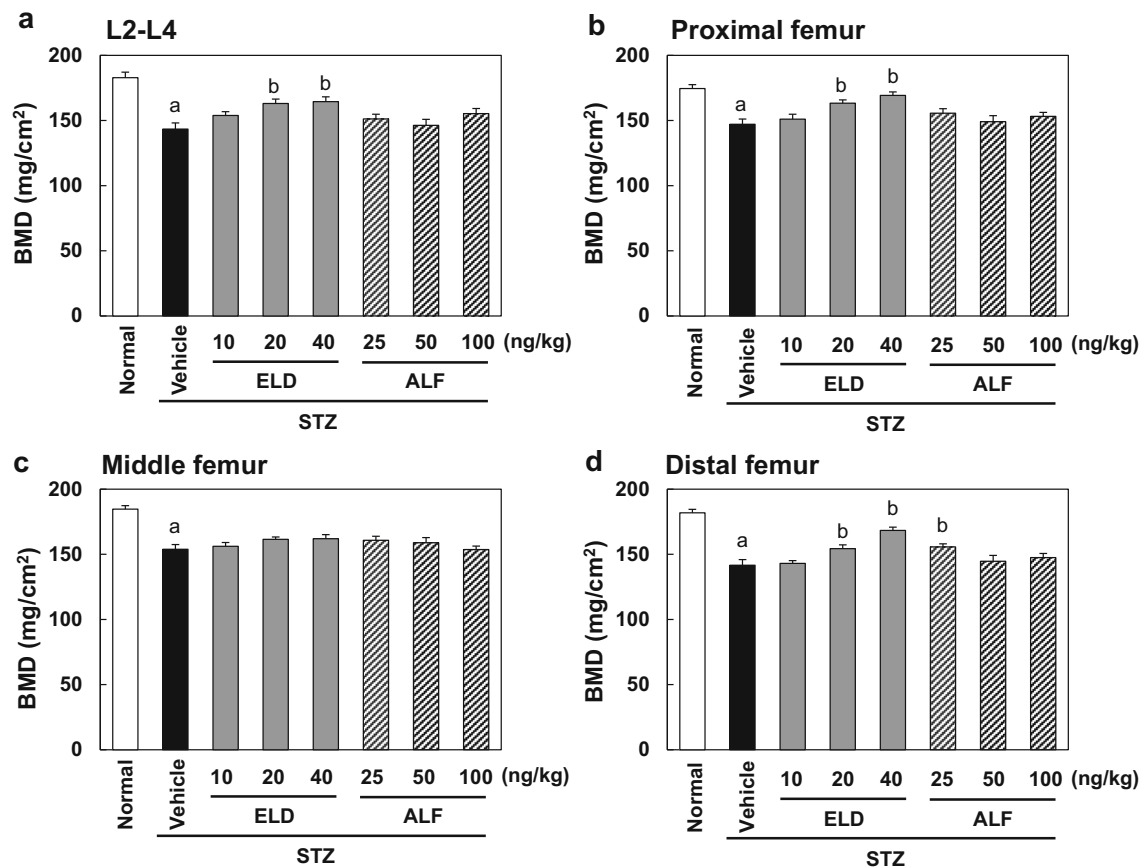 a L2-L4
200
150
100
50
0
BMD (mg/cm²)
a
b b
Normal
Vehicle
10 20 40 25 50 100 (ng/kg)
ELD ALF
STZ
b Proximal femur
200
150
100
50
0
BMD (mg/cm²)
a
b b
Normal
Vehicle
10 20 40 25 50 100 (ng/kg)
ELD ALF
STZ
c Middle femur
200
150
100
50
0
BMD (mg/cm²)
a
Normal
Vehicle
10 20 40 25 50 100 (ng/kg)
ELD ALF
STZ
d Distal femur
200
150
100
50
0
BMD (mg/cm²)
a
b b b
Normal
Vehicle
10 20 40 25 50 100 (ng/kg)
ELD ALF
STZ